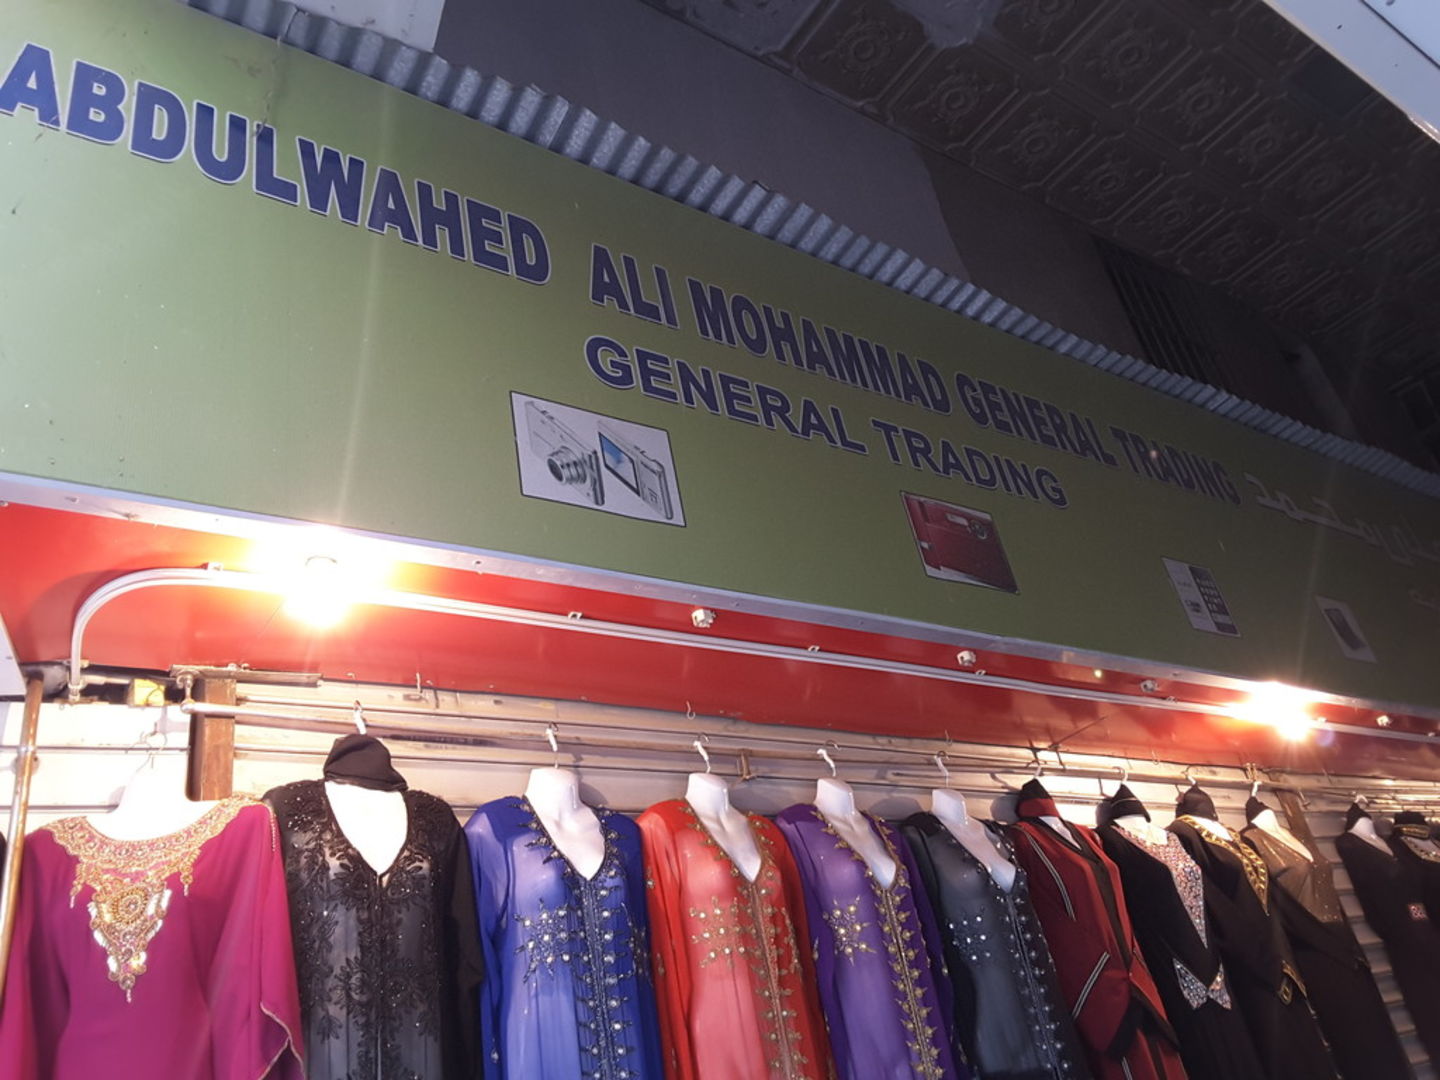 ABDULWAHED ALI MOHAMMAD GENERAL TRADING
GENERAL TRADING